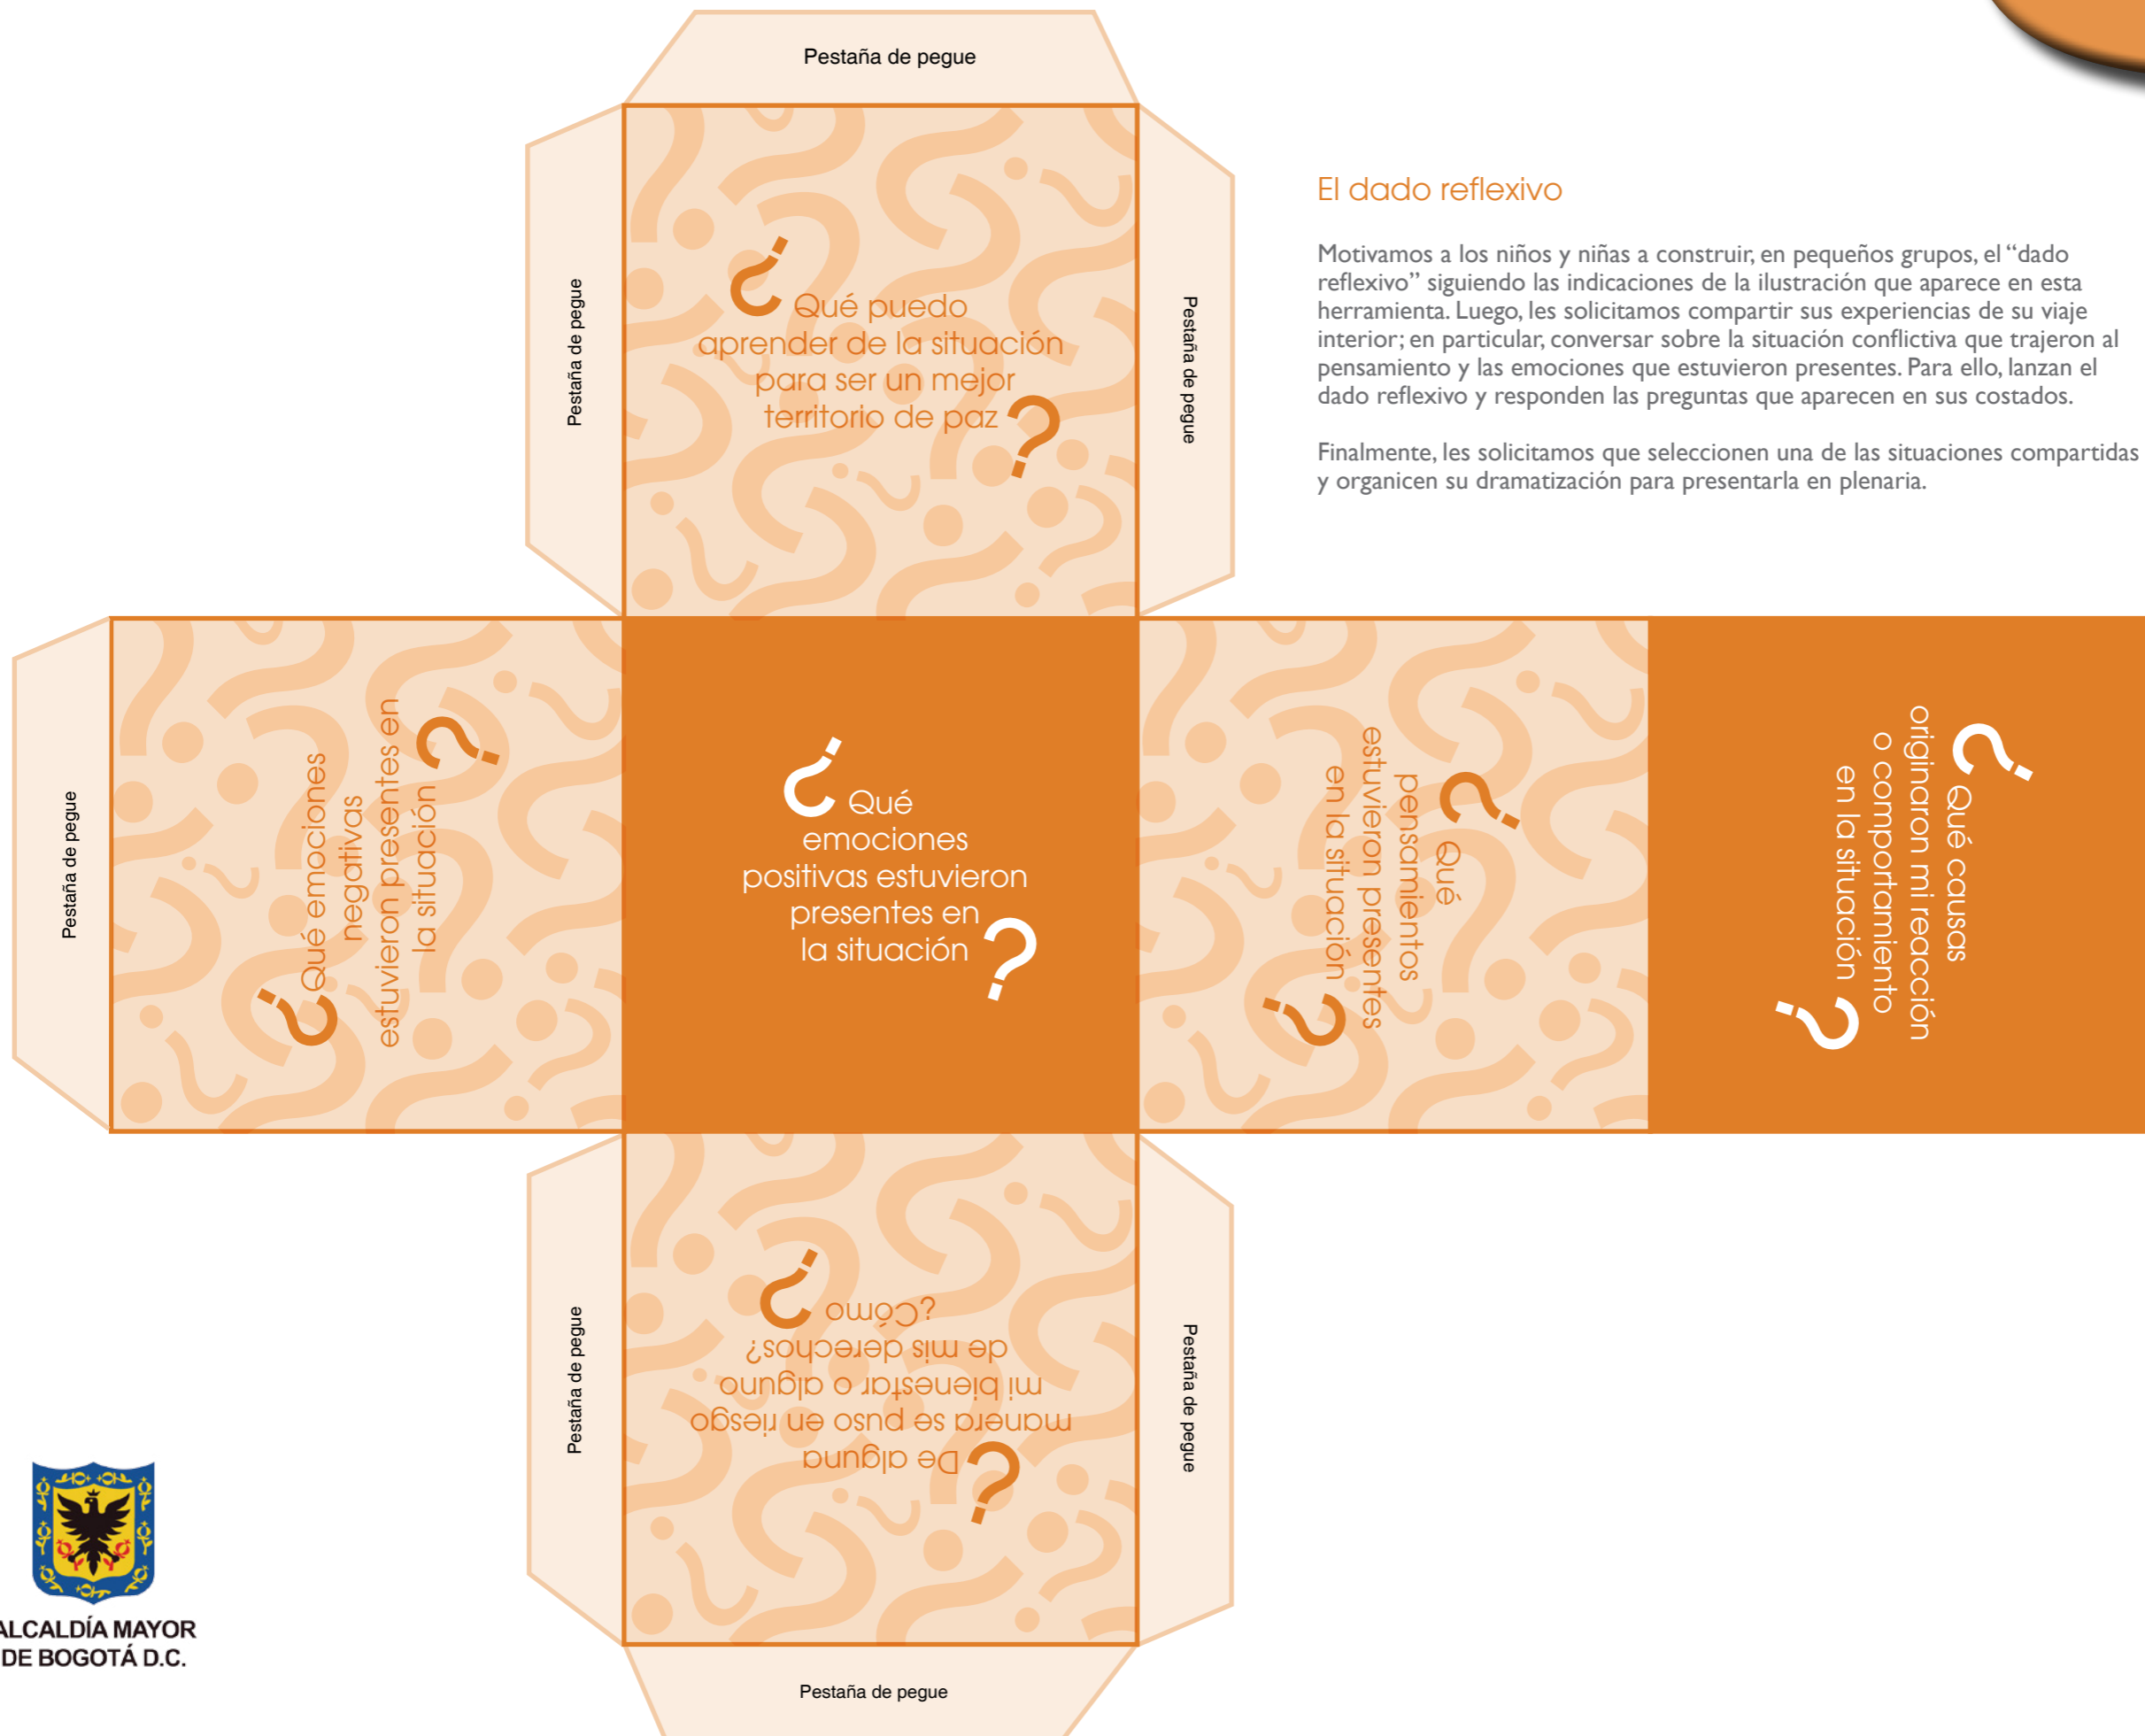 Pestaña de pegue
Pestaña de pegue
¿Qué puedo
aprender de la situación
para ser un mejor
territorio de paz?
Pestaña de pegue
El dado reflexivo
Motivamos a los niños y niñas a construir, en pequeños grupos, el “dado
reflexivo” siguiendo las indicaciones de la ilustración que aparece en esta
herramienta. Luego, les solicitamos compartir sus experiencias de su viaje
interior; en particular, conversar sobre la situación conflictiva que trajeron al
pensamiento y las emociones que estuvieron presentes. Para ello, lanzan el
dado reflexivo y responden las preguntas que aparecen en sus costados.
Finalmente, les solicitamos que seleccionen una de las situaciones compartidas
y organicen su dramatización para presentarla en plenaria.
Pestaña de pegue
¿Qué emociones
negativas
estuvieron presentes en
la situación?
¿Qué
emociones
positivas estuvieron
presentes en
la situación?
¿Qué
pensamientos
estuvieron presentes
en la situación?
¿Qué causas
originaron mi reacción
o comportamiento
en la situación?
Pestaña de pegue
¿De alguna
manera se puso en riesgo
mi bienestar o alguno
de mis derechos?
¿Cómo?
Pestaña de pegue
Pestaña de pegue
ALCALDÍA MAYOR
DE BOGOTÁ D.C.